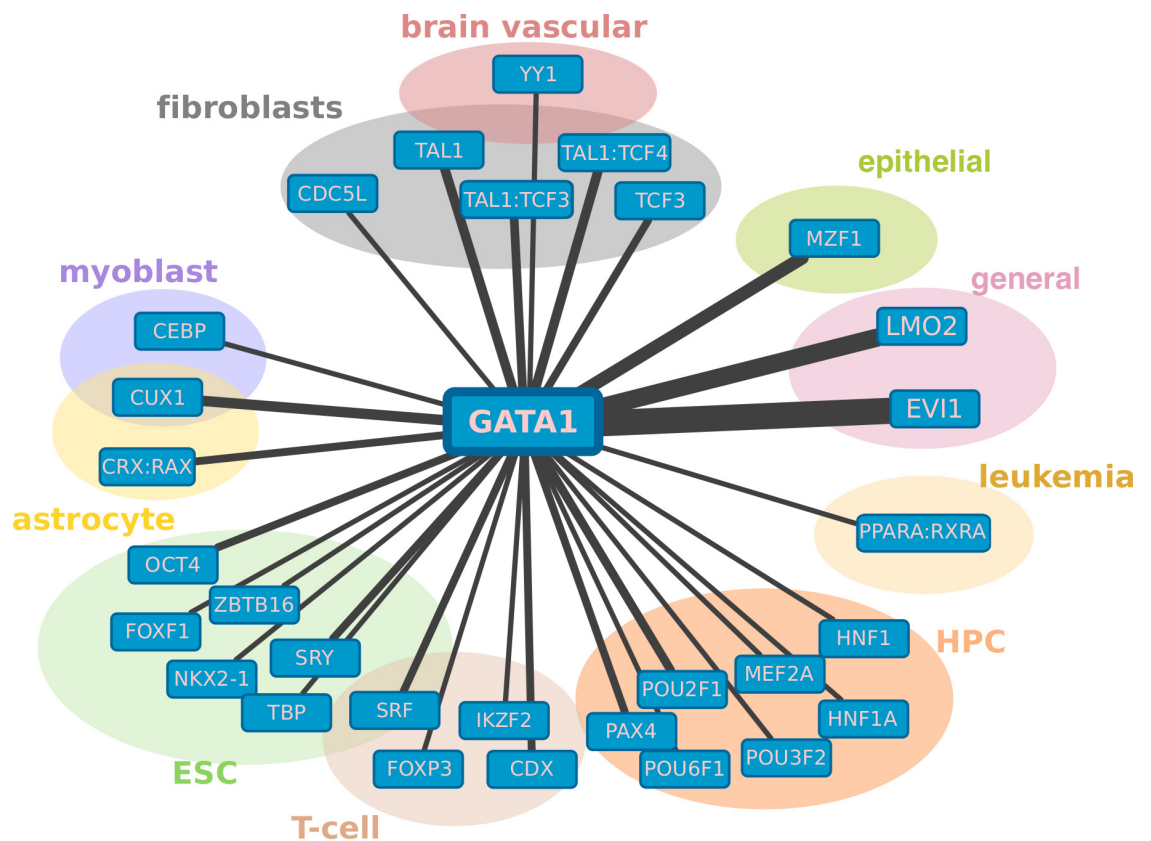 brain vascular
YY1
fibroblasts
TAL1
TAL1:TCF4
epithelial
CDC5L
TAL1:TCF3
TCF3
MZF1
myoblast
general
CEBP
LMO2
CUX1
GATA1
EVI1
CRX:RAX
leukemia
astrocyte
PPARA:RXRA
OCT4
ZBTB16
FOXF1
HNF1
HPC
SRY
NKX2-1
MEF2A
POU2F1
TBP
SRF
IKZF2
PAX4
HNF1A
ESC
FOXP3
CDX
POU6F1
POU3F2
T-cell